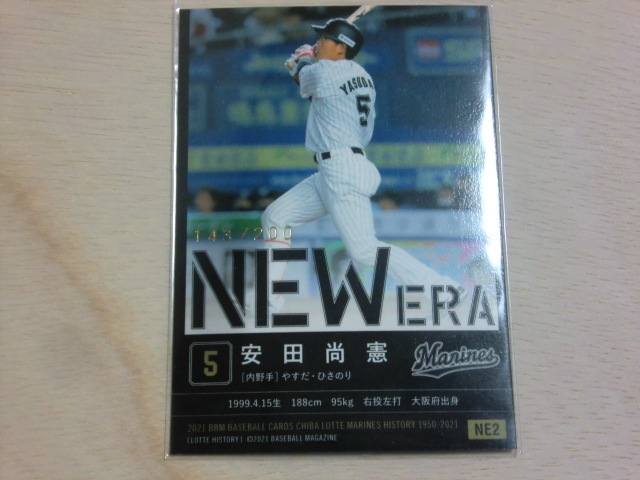 YASUDA
5
143/200
NEW ERA
5
安田尚憲
Marines
[内野手] やすだ・ひさのり
1999.4.15生 188cm 95kg 右投左打 大阪府出身
2021 BBM BASEBALL CARDS CHIBA LOTTE MARINES HISTORY 1950-2021
[LOTTE HISTORY] ©2021 BASEBALL MAGAZINE
NE2